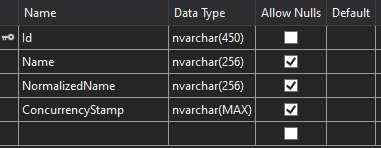 Name Data Type Allow Nulls Default
Id nvarchar(450)
Name nvarchar(256)
NormalizedName nvarchar(256)
ConcurrencyStamp nvarchar(MAX)